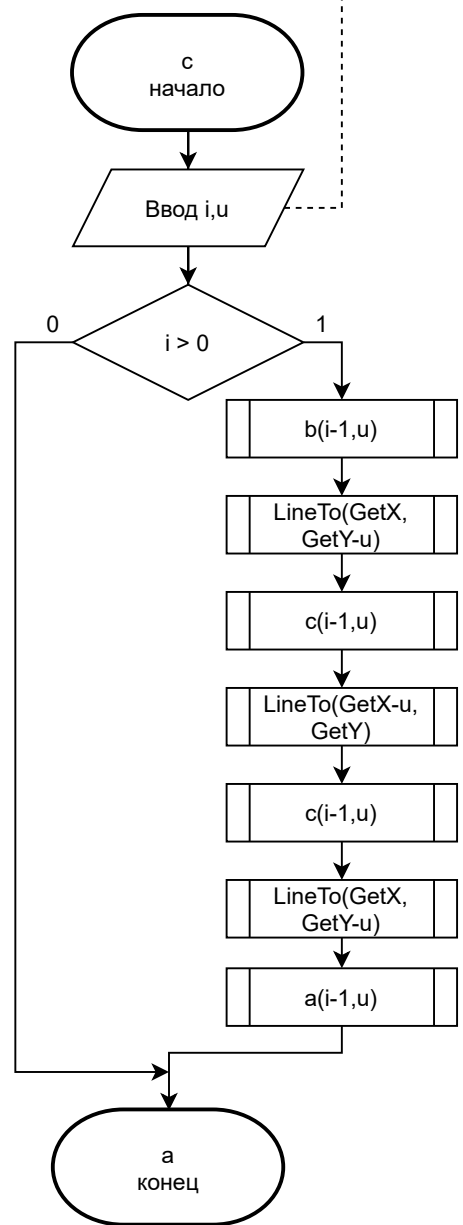 c
начало
Ввод i,u
0
i > 0
1
b(i-1,u)
LineTo(GetX,
GetY-u)
c(i-1,u)
LineTo(GetX-u,
GetY)
c(i-1,u)
LineTo(GetX,
GetY-u)
a(i-1,u)
a
конец